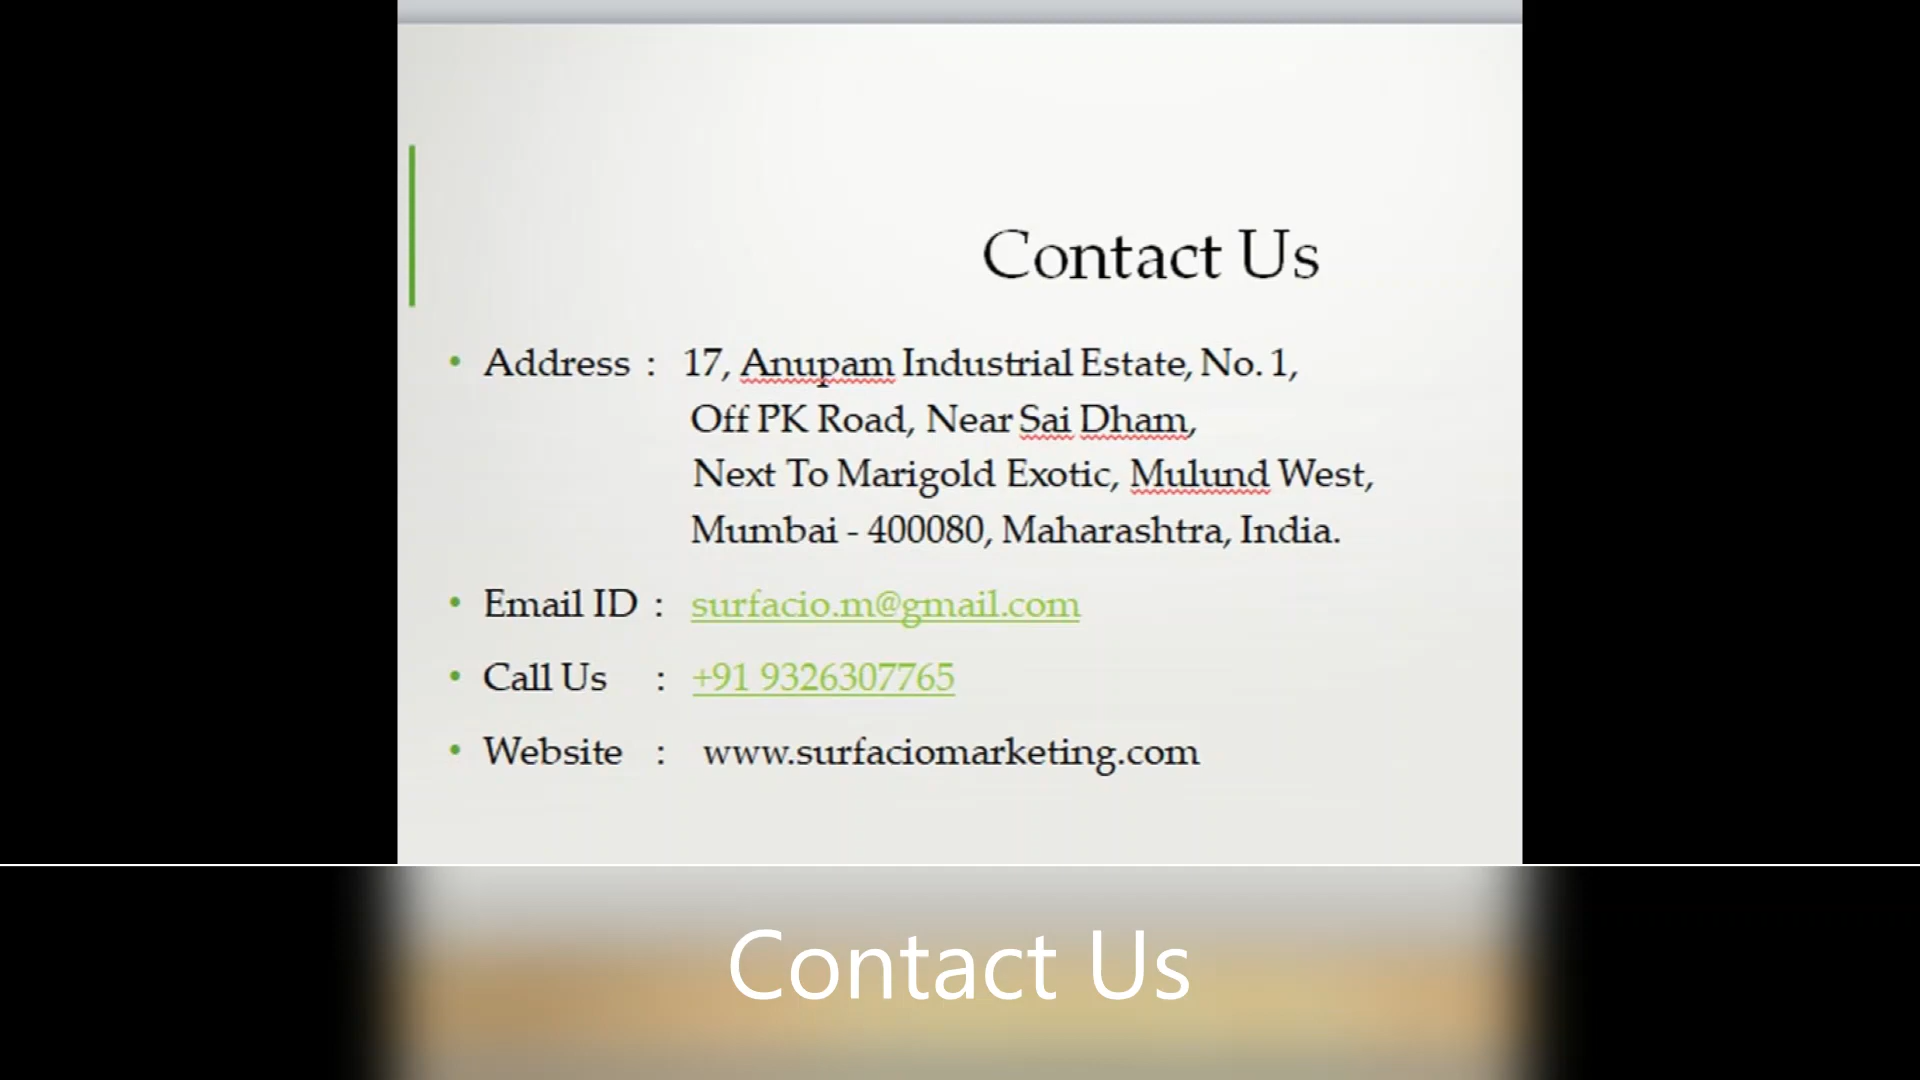 Contact Us
• Address : 17, Anupam Industrial Estate, No. 1,
Off PK Road, Near Sai Dham,
Next To Marigold Exotic, Mulund West,
Mumbai - 400080, Maharashtra, India.
• Email ID : surfacio.m@gmail.com
• Call Us : +91 9326307765
• Website : www.surfaciomarketing.com
Contact Us